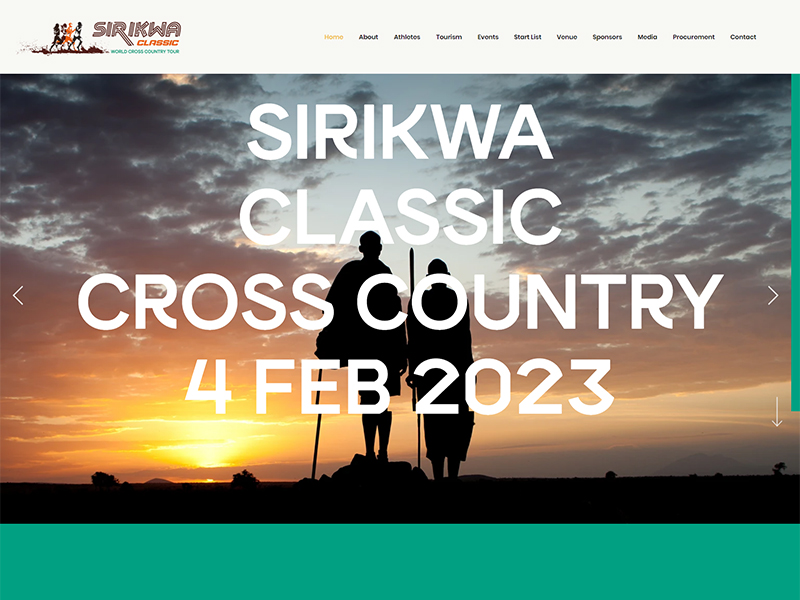 SIRIKWA
CLASSIC
WORLD CROSS COUNTRY TOUR
Home About Athletes Tourism Events Start List Venue Sponsors Media Procurement Contact
SIRIKWA
CLASSIC
CROSS COUNTRY
4 FEB 2023